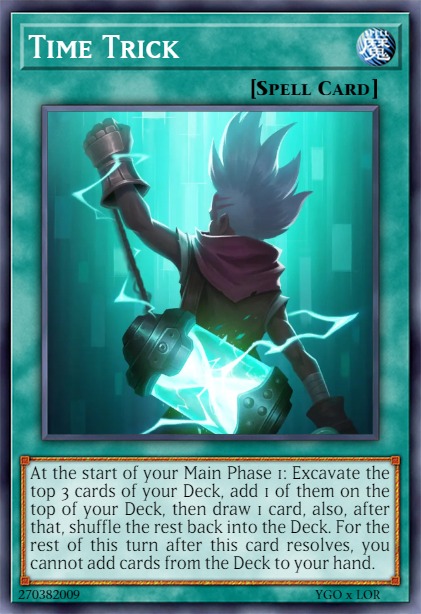 Time Trick
魔
[Spell Card]
At the start of your Main Phase 1: Excavate the
top 3 cards of your Deck, add 1 of them on the
top of your Deck, then draw 1 card, also, after
that, shuffle the rest back into the Deck. For the
rest of this turn after this card resolves, you
cannot add cards from the Deck to your hand.
270382009
YGO x LOR